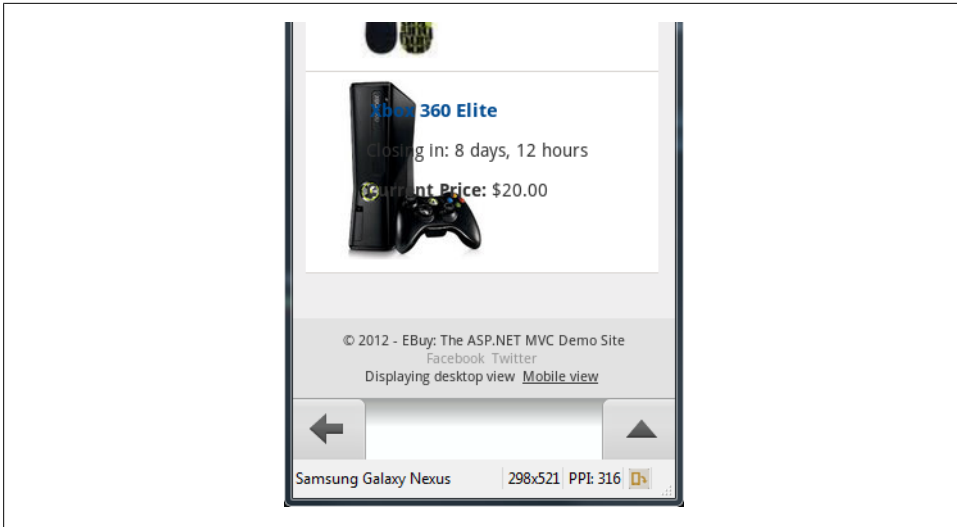 Xbox 360 Elite
Closing in: 8 days, 12 hours
Current Price: $20.00
© 2012 - EBuy: The ASP.NET MVC Demo Site
Facebook Twitter
Displaying desktop view Mobile view
Samsung Galaxy Nexus 298x521 PPI: 316